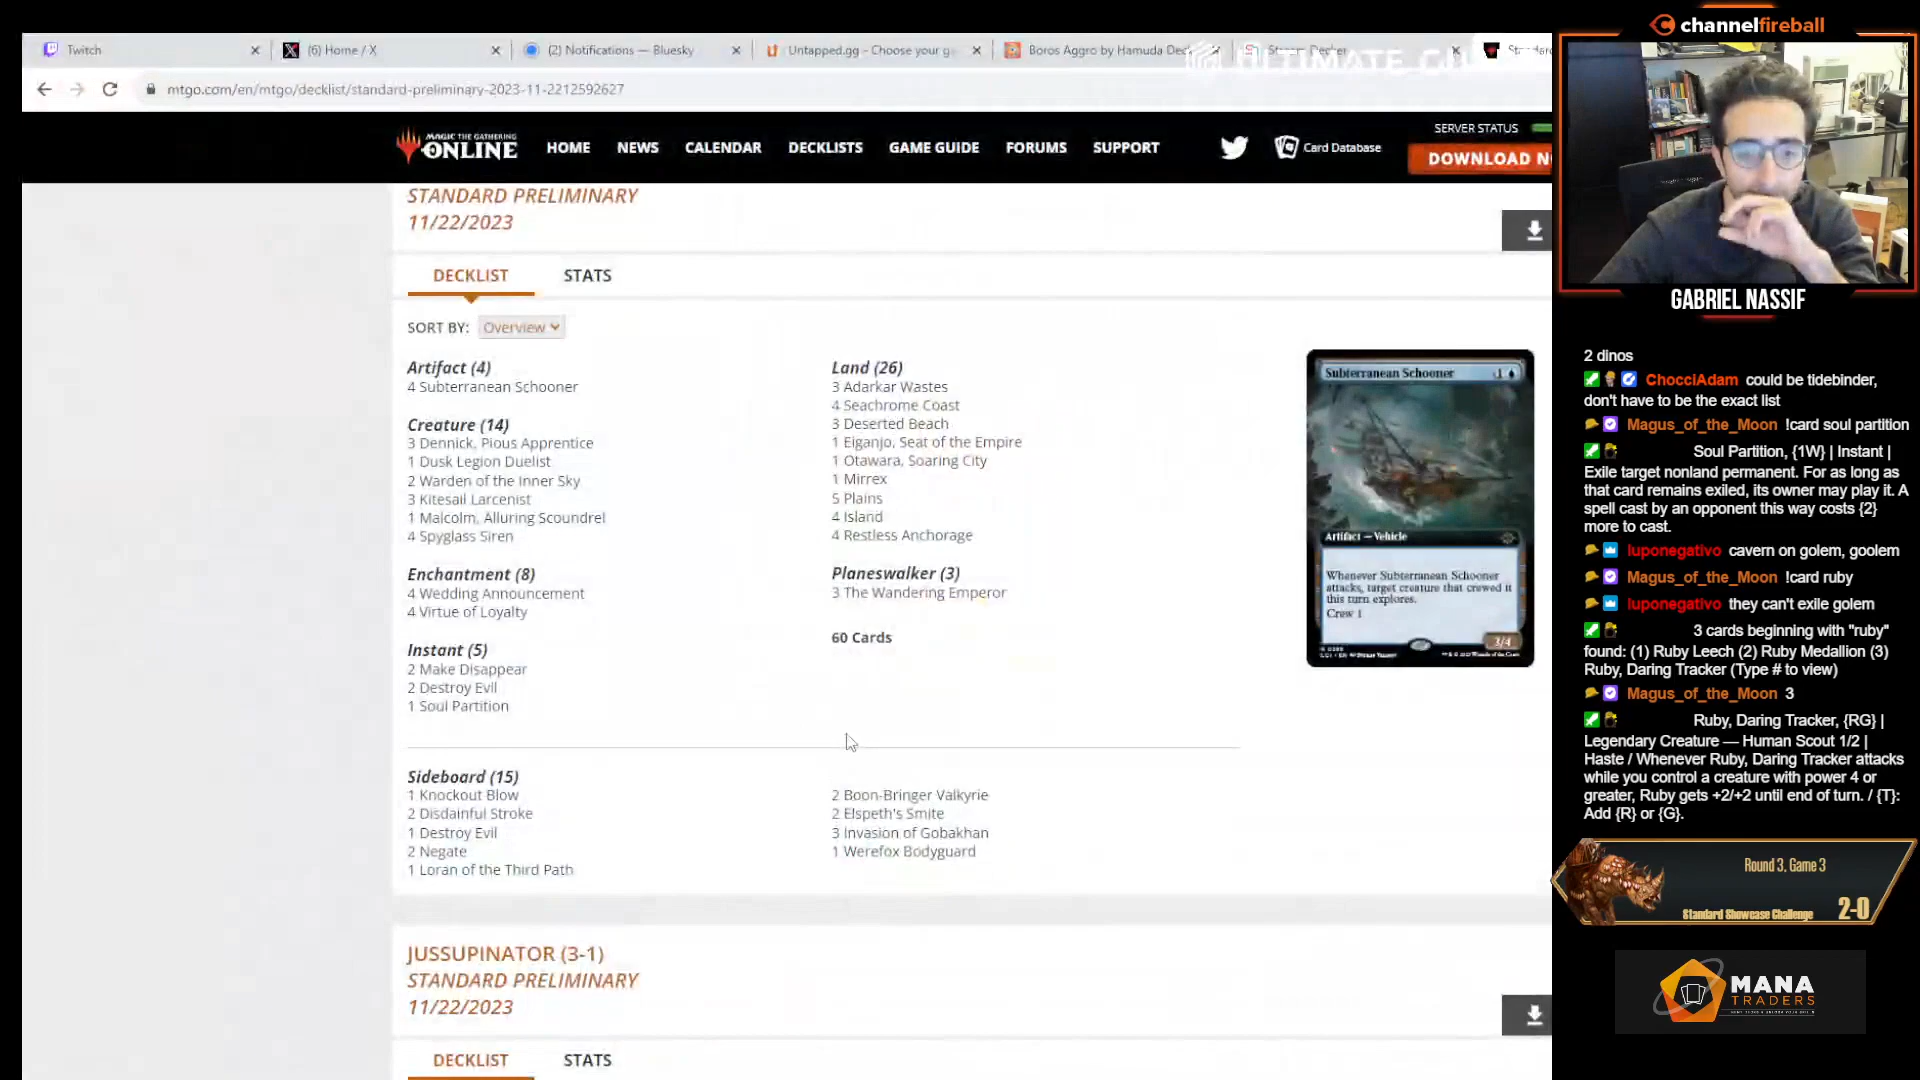 Twitch
(6) Home / X
(2) Notifications — Bluesky
Untapped.gg – Choose your g
Boros Aggro by Hamuda Dec
mtgo.com/en/mtgo/decklist/standard-preliminary-2023-11-2212592627
MAGIC THE GATHERING
ONLINE
HOME
NEWS
CALENDAR
DECKLISTS
GAME GUIDE
FORUMS
SUPPORT
Card Database
SERVER STATUS
DOWNLOAD N
STANDARD PRELIMINARY
11/22/2023
DECKLIST
STATS
SORT BY: Overview
Artifact (4)
4 Subterranean Schooner
Creature (14)
3 Dennick, Pious Apprentice
1 Dusk Legion Duelist
2 Warden of the Inner Sky
3 Kitesail Larcenist
1 Malcolm, Alluring Scoundrel
4 Spyglass Siren
Enchantment (8)
4 Wedding Announcement
4 Virtue of Loyalty
Instant (5)
2 Make Disappear
2 Destroy Evil
1 Soul Partition
Land (26)
3 Adarkar Wastes
4 Seachrome Coast
3 Deserted Beach
1 Eiganjo, Seat of the Empire
1 Otawara, Soaring City
1 Mirrex
5 Plains
4 Island
4 Restless Anchorage
Planeswalker (3)
3 The Wandering Emperor
60 Cards
Subterranean Schooner
Artifact — Vehicle
Whenever Subterranean Schooner
attacks, target creature that crewed it
this turn explores.
Crew 1
3/4
Sideboard (15)
1 Knockout Blow
2 Disdainful Stroke
1 Destroy Evil
2 Negate
1 Loran of the Third Path
2 Boon-Bringer Valkyrie
2 Elspeth's Smite
3 Invasion of Gobakhan
1 Werefox Bodyguard
JUSSUPINATOR (3-1)
STANDARD PRELIMINARY
11/22/2023
DECKLIST
STATS
channelfireball
GABRIEL NASSIF
2 dinos
ChocciAdam could be tidebinder,
don't have to be the exact list
Magus_of_the_Moon !card soul partition
Soul Partition, {1W} | Instant |
Exile target nonland permanent. For as long as
that card remains exiled, its owner may play it. A
spell cast by an opponent this way costs {2}
more to cast.
luponegativo cavern on golem, goolem
Magus_of_the_Moon !card ruby
luponegativo they can't exile golem
3 cards beginning with "ruby"
found: (1) Ruby Leech (2) Ruby Medallion (3)
Ruby, Daring Tracker (Type # to view)
Magus_of_the_Moon 3
Ruby, Daring Tracker, {RG} |
Legendary Creature — Human Scout 1/2 |
Haste / Whenever Ruby, Daring Tracker attacks
while you control a creature with power 4 or
greater, Ruby gets +2/+2 until end of turn. / {T}:
Add {R} or {G}.
Round 3, Game 3
Standard Showcase Challenge
2-0
MANA
TRADERS